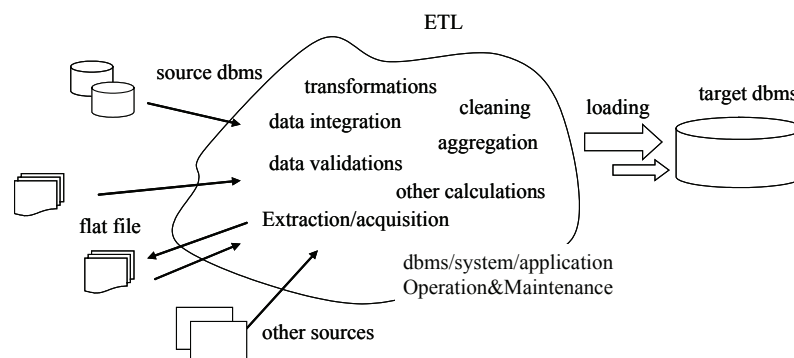 ETL
source dbms
transformations
cleaning
loading
target dbms
data integration
aggregation
data validations
other calculations
flat file
Extraction/acquisition
dbms/system/application
Operation&Maintenance
other sources